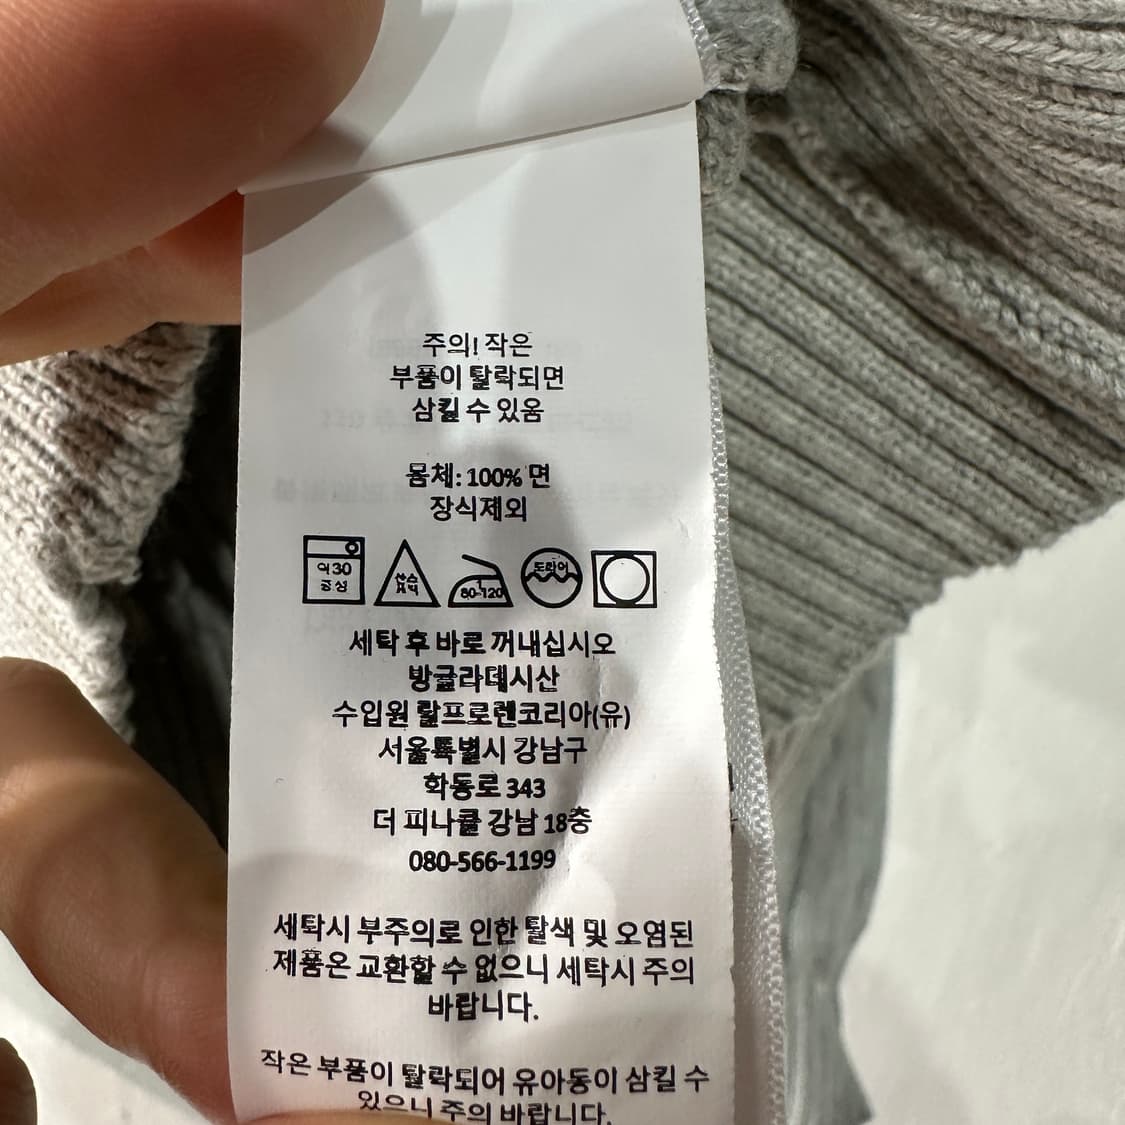 주의! 작은
부품이 탈락되면
삼킬 수 있음
몸체: 100% 면
장식제외
약30
중성
산소
표백
80-120
드라이
세탁 후 바로 꺼내십시오
방글라데시산
수입원 랄프로렌코리아(유)
서울특별시 강남구
학동로 343
더 피나클 강남 18층
080-566-1199
세탁시 부주의로 인한 탈색 및 오염된
제품은 교환할 수 없으니 세탁시 주의
바랍니다.
작은 부품이 탈락되어 유아동이 삼킬 수
있으니 주의 바랍니다.